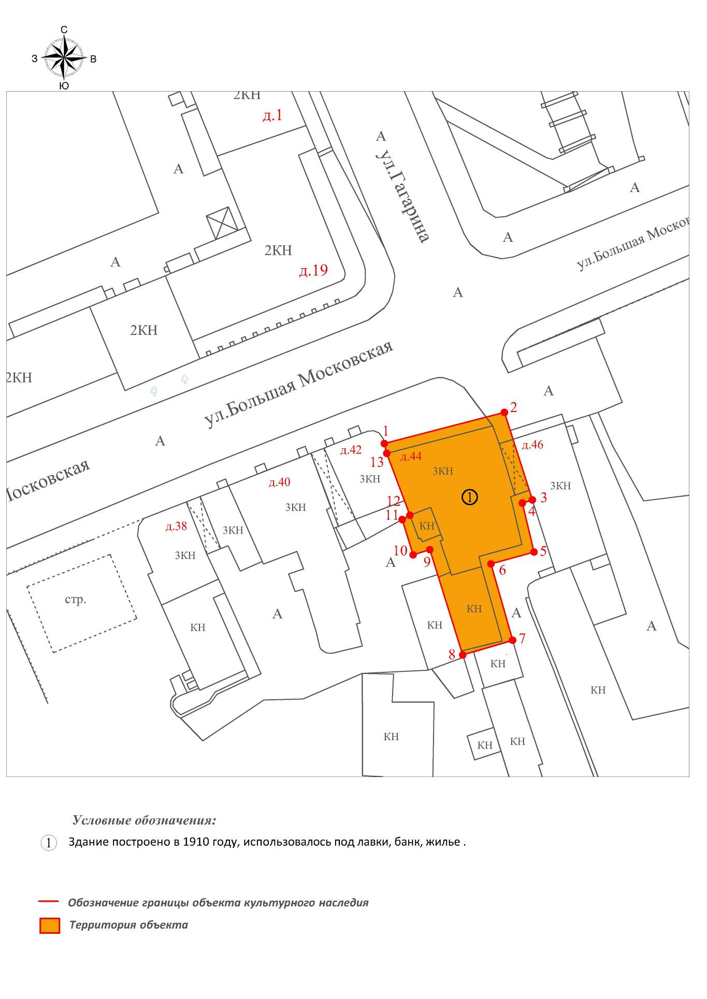 С
З
В
Ю
2КН
д.1
А
ул.Гагарина
А
А
А
ул.Большая Москов
2КН
д.19
А
А
2КН
2КН
ул.Большая Московская
А
2
1
А
д.42
13
д.44
д.46
Московская
3КН
3КН
д.40
3КН
1
12
3КН
3
4
11
д.38
3КН
КН
3КН
10
9
А
5
6
стр.
А
КН
КН
КН
А
А
7
8
КН
КН
КН
КН
КН
Условные обозначения:
1 Здание построено в 1910 году, использовалось под лавки, банк, жилье .
Обозначение границы объекта культурного наследия
Территория объекта